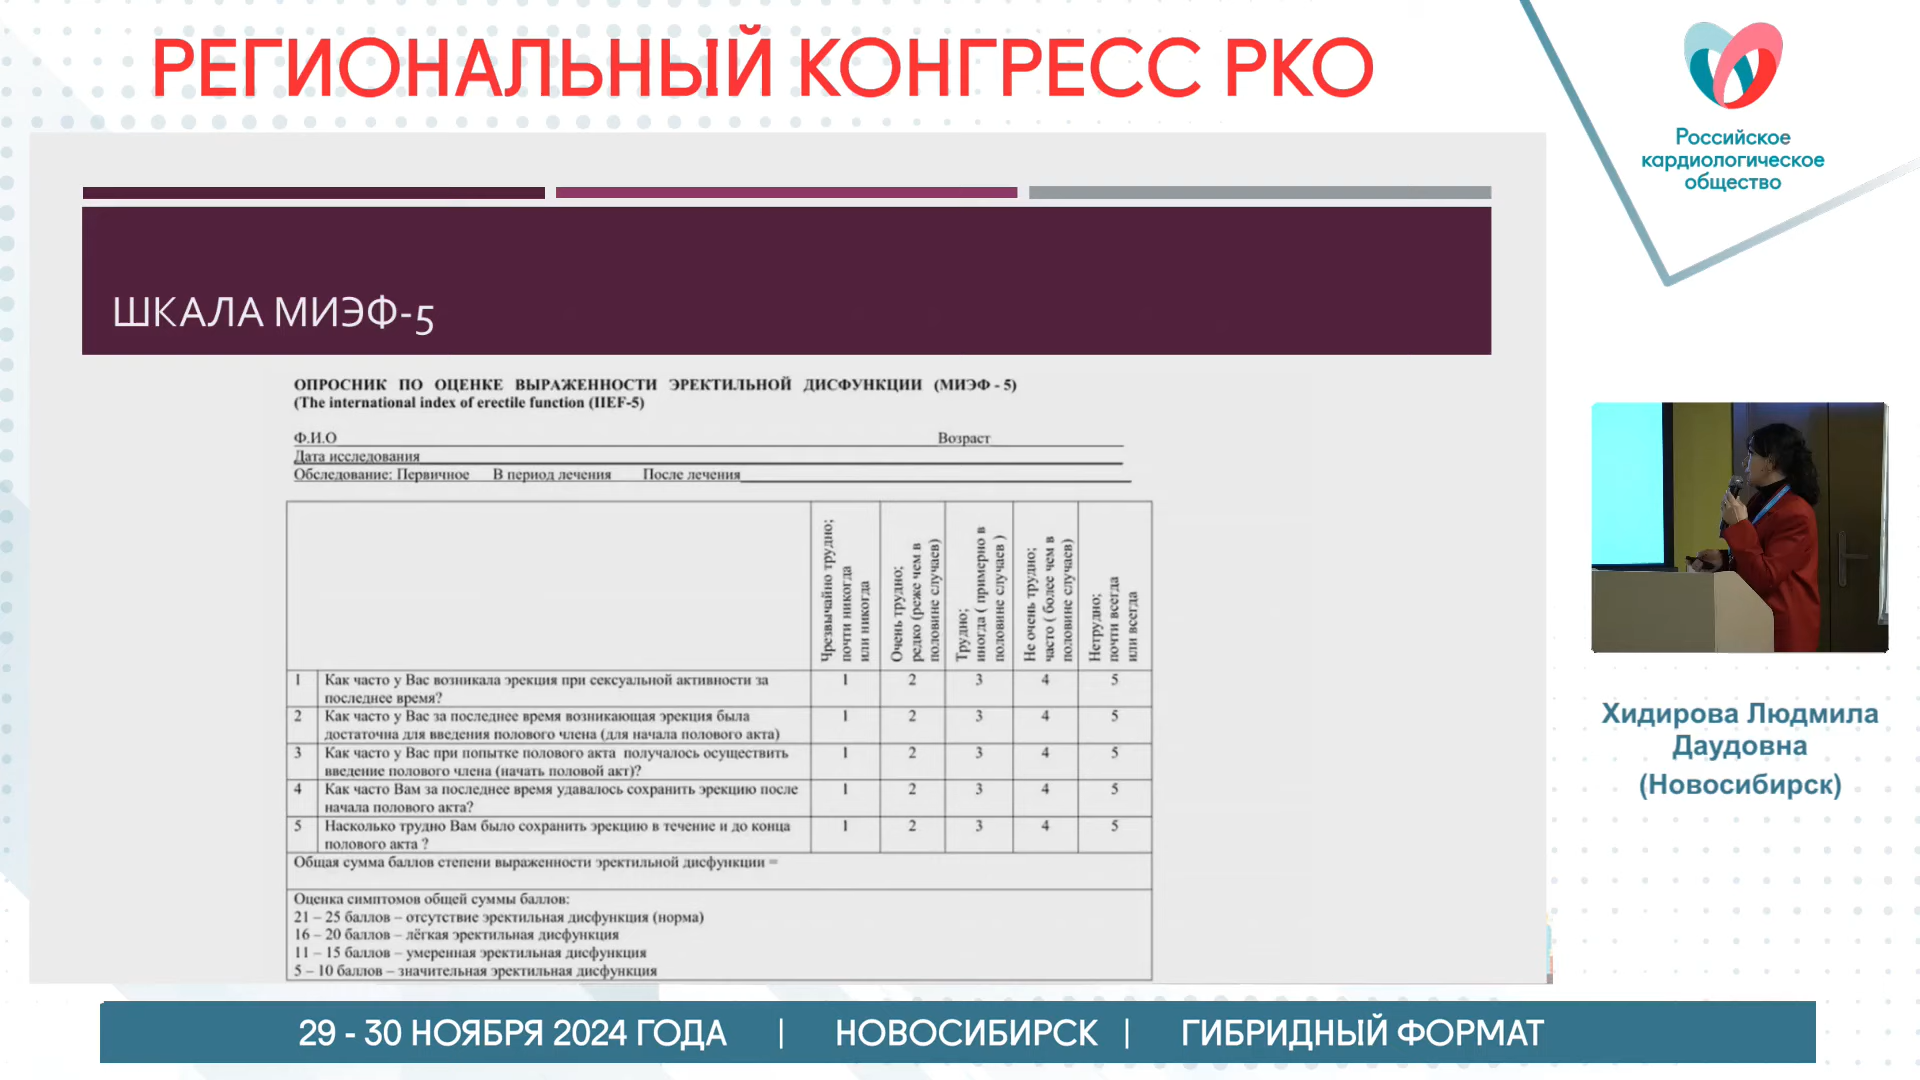 РЕГИОНАЛЬНЫЙ КОНГРЕСС РКО
Российское
кардиологическое
общество
ШКАЛА МИЭФ-5
ОПРОСНИК ПО ОЦЕНКЕ ВЫРАЖЕННОСТИ ЭРЕКТИЛЬНОЙ ДИСФУНКЦИИ (МИЭФ - 5)
(The international index of erectile function (IIEF-5)
Ф.И.О Возраст
Дата исследования
Обследование: Первичное В период лечения После лечения
Чрезвычайно трудно;
почти никогда
или никогда
Очень трудно;
редко (реже чем в
половине случаев)
Трудно;
иногда ( примерно в
половине случаев )
Не очень трудно;
часто ( более чем в
половине случаев)
Нетрудно;
почти всегда
или всегда
1 Как часто у Вас возникала эрекция при сексуальной активности за 1 2 3 4 5
последнее время?
2 Как часто у Вас за последнее время возникающая эрекция была 1 2 3 4 5
достаточна для введения полового члена (для начала полового акта)
3 Как часто у Вас при попытке полового акта получалось осуществить 1 2 3 4 5
введение полового члена (начать половой акт)?
4 Как часто Вам за последнее время удавалось сохранить эрекцию после 1 2 3 4 5
начала полового акта?
5 Насколько трудно Вам было сохранить эрекцию в течение и до конца 1 2 3 4 5
полового акта ?
Общая сумма баллов степени выраженности эректильной дисфункции =
Оценка симптомов общей суммы баллов:
21 – 25 баллов – отсутствие эректильная дисфункция (норма)
16 – 20 баллов – лёгкая эректильная дисфункция
11 – 15 баллов – умеренная эректильная дисфункция
5 – 10 баллов – значительная эректильная дисфункция
Хидирова Людмила
Даудовна
(Новосибирск)
29 - 30 НОЯБРЯ 2024 ГОДА | НОВОСИБИРСК | ГИБРИДНЫЙ ФОРМАТ